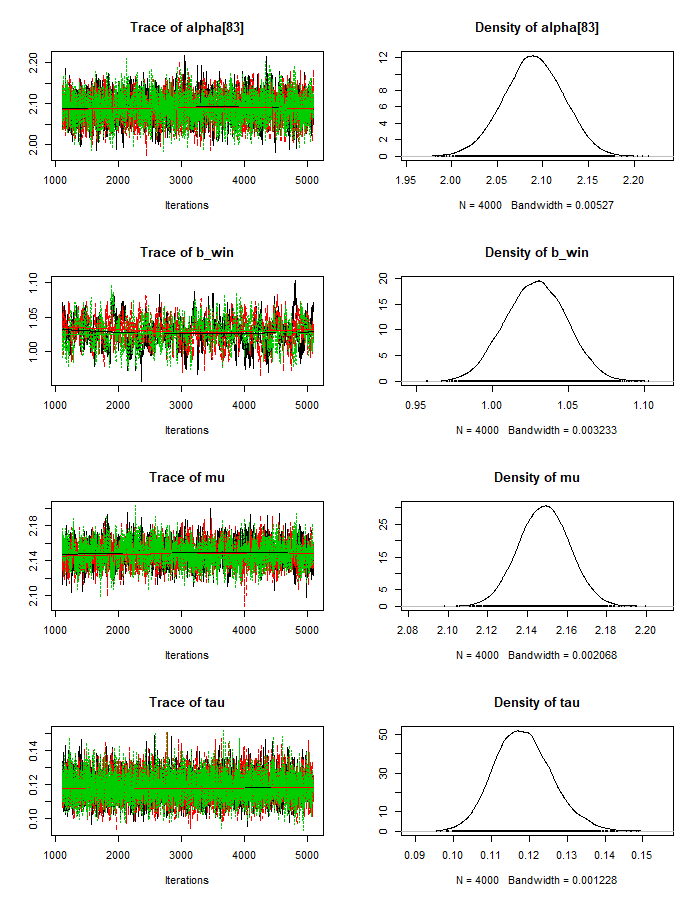 Trace of alpha[83]
2.00 2.10 2.20
1000 2000 3000 4000 5000
Iterations
Density of alpha[83]
0 2 4 6 8 12
1.95 2.00 2.05 2.10 2.15 2.20
N = 4000 Bandwidth = 0.00527
Trace of b_win
1.00 1.05 1.10
1000 2000 3000 4000 5000
Iterations
Density of b_win
0 5 10 15 20
0.95 1.00 1.05 1.10
N = 4000 Bandwidth = 0.003233
Trace of mu
2.10 2.14 2.18
1000 2000 3000 4000 5000
Iterations
Density of mu
0 5 15 25
2.08 2.10 2.12 2.14 2.16 2.18 2.20
N = 4000 Bandwidth = 0.002068
Trace of tau
0.10 0.12 0.14
1000 2000 3000 4000 5000
Iterations
Density of tau
0 10 30 50
0.09 0.10 0.11 0.12 0.13 0.14 0.15
N = 4000 Bandwidth = 0.001228